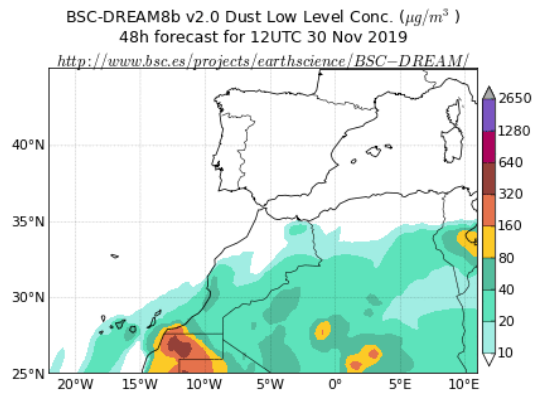 BSC-DREAM8b v2.0 Dust Low Level Conc. (μg/m³ )
48h forecast for 12UTC 30 Nov 2019
http://www.bsc.es/projects/earthscience/BSC−DREAM/
40°N
35°N
30°N
25°N
20°W
15°W
10°W
5°W
0°
5°E
10°E
2650
1280
640
320
160
80
40
20
10